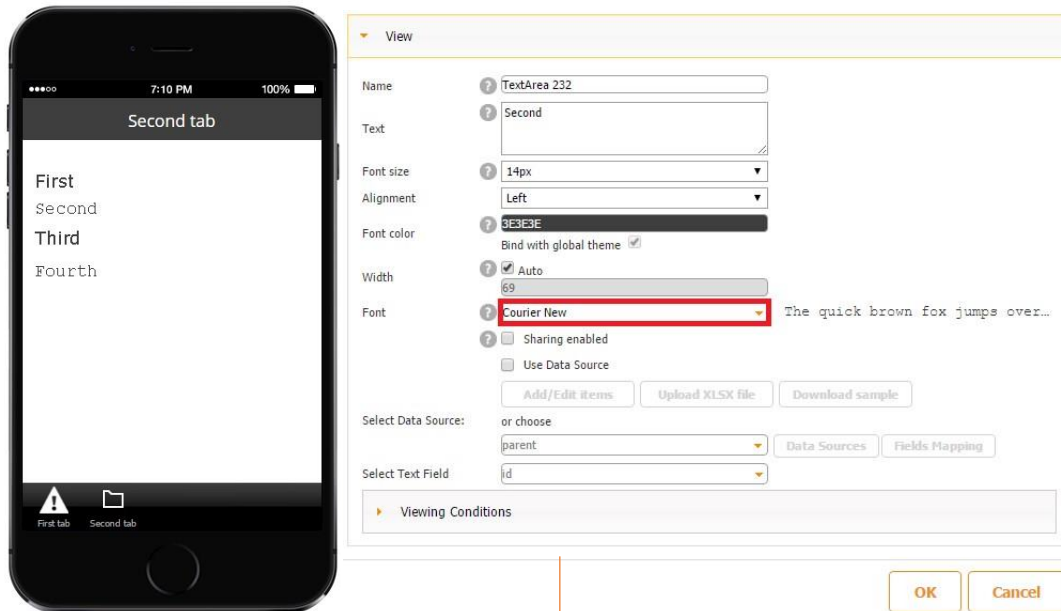 7:10 PM 100%
Second tab
First
Second
Third
Fourth
First tab Second tab
View
Name ? TextArea 232
Text ? Second
Font size ? 14px
Alignment Left
Font color ? 3E3E3E
Bind with global theme
Width ? Auto
69
Font ? Courier New The quick brown fox jumps over…
? Sharing enabled
Use Data Source
Add/Edit items Upload XLSX file Download sample
Select Data Source: or choose
parent Data Sources Fields Mapping
Select Text Field id
Viewing Conditions
OK Cancel